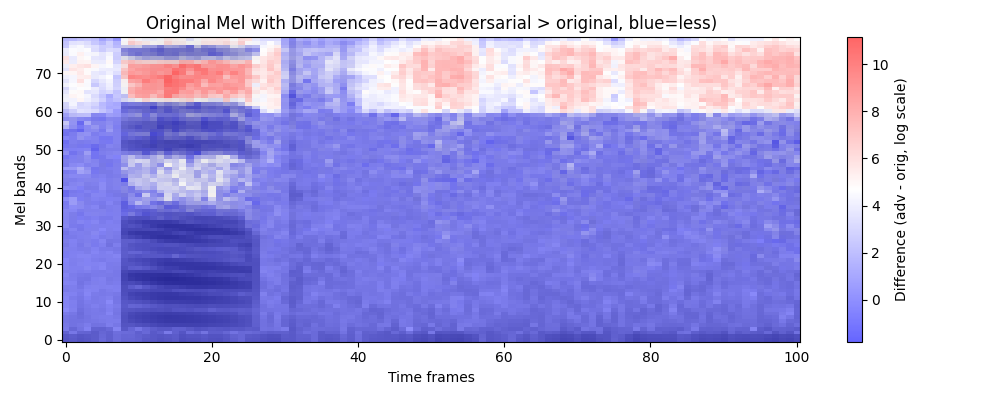 Original Mel with Differences (red=adversarial > original, blue=less)
70
60
50
40
30
20
10
0
Mel bands
0 20 40 60 80 100
Time frames
10
8
6
4
2
0
Difference (adv - orig, log scale)